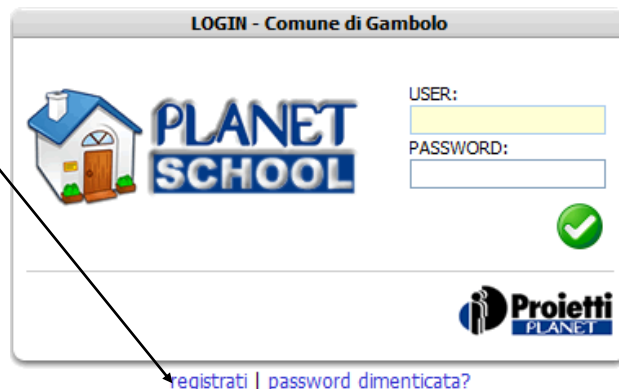 LOGIN - Comune di Gambolo
PLANET
SCHOOL
USER:
PASSWORD:
Proietti
PLANET
registrati | password dimenticata?